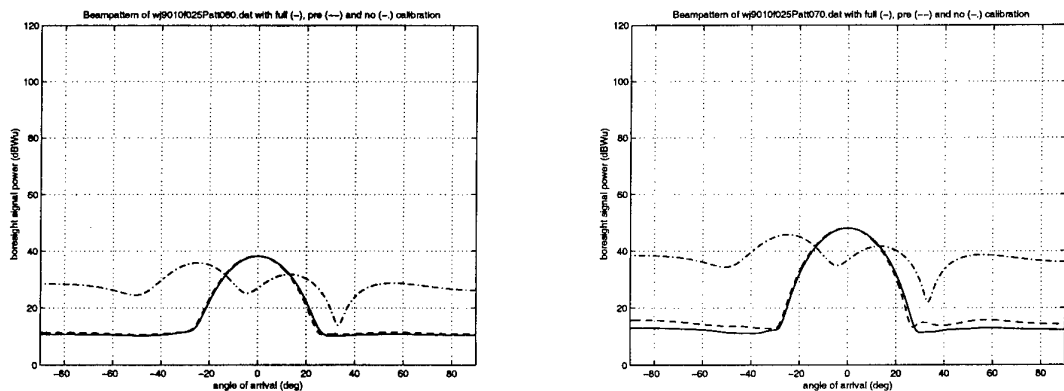 Beampattern of wj9010f025Patt060.dat with full (-), pre (--) and no (-.) calibration
120
100
80
60
40
20
0
boresight signal power (dBWu)
-80 -60 -40 -20 0 20 40 60 80
angle of arrival (deg)
Beampattern of wj9010f025Patt070.dat with full (-), pre (--) and no (-.) calibration
120
100
80
60
40
20
0
boresight signal power (dBWu)
-80 -60 -40 -20 0 20 40 60 80
angle of arrival (deg)